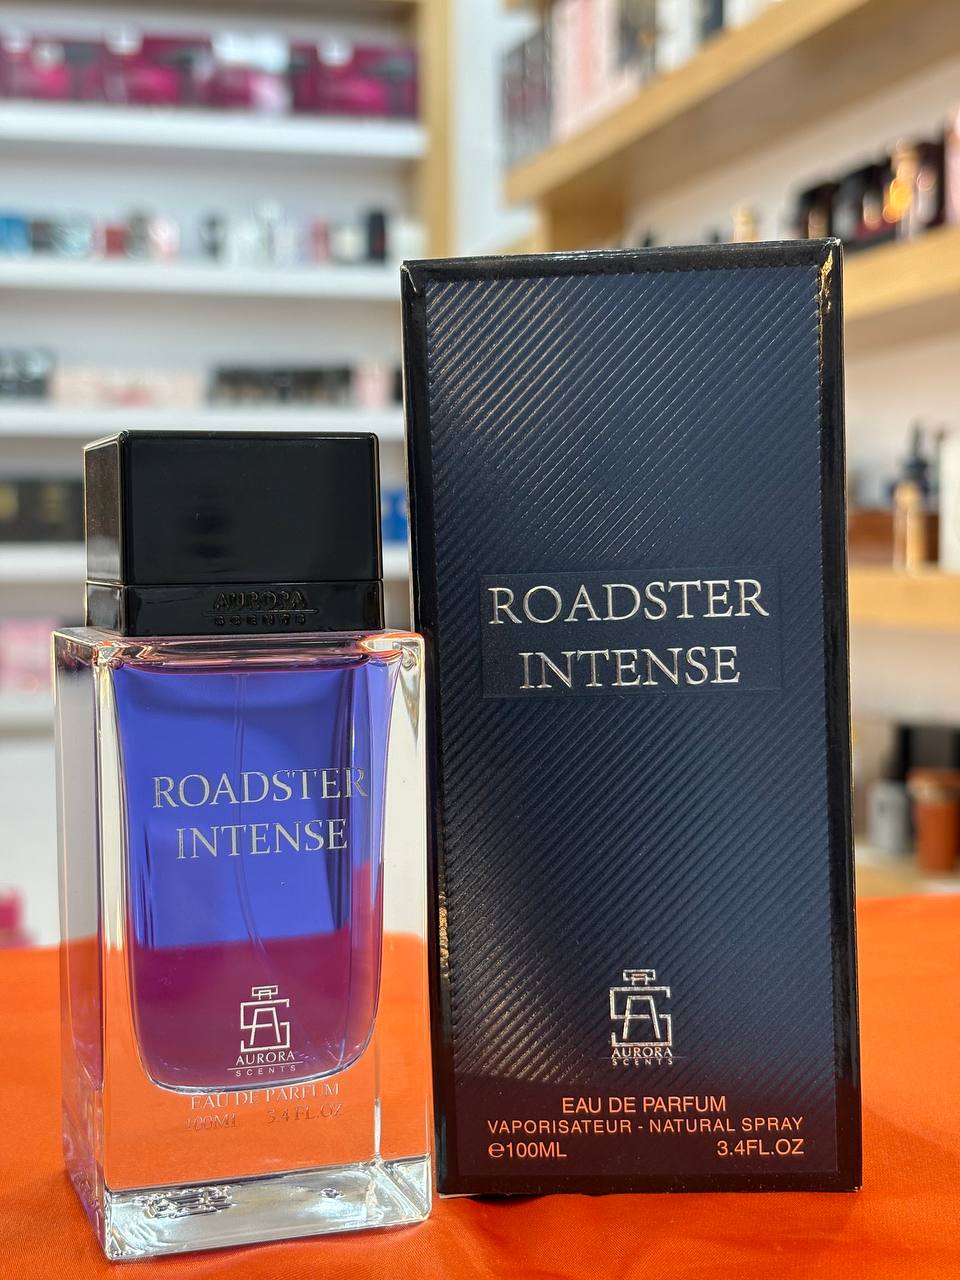 AURORA
SCENTS
ROADSTER
INTENSE
AURORA
SCENTS
EAU DE PARFUM
100ML 3.4 FL.OZ
ROADSTER
INTENSE
AURORA
SCENTS
EAU DE PARFUM
VAPORISATEUR - NATURAL SPRAY
℮100ML 3.4FL.OZ